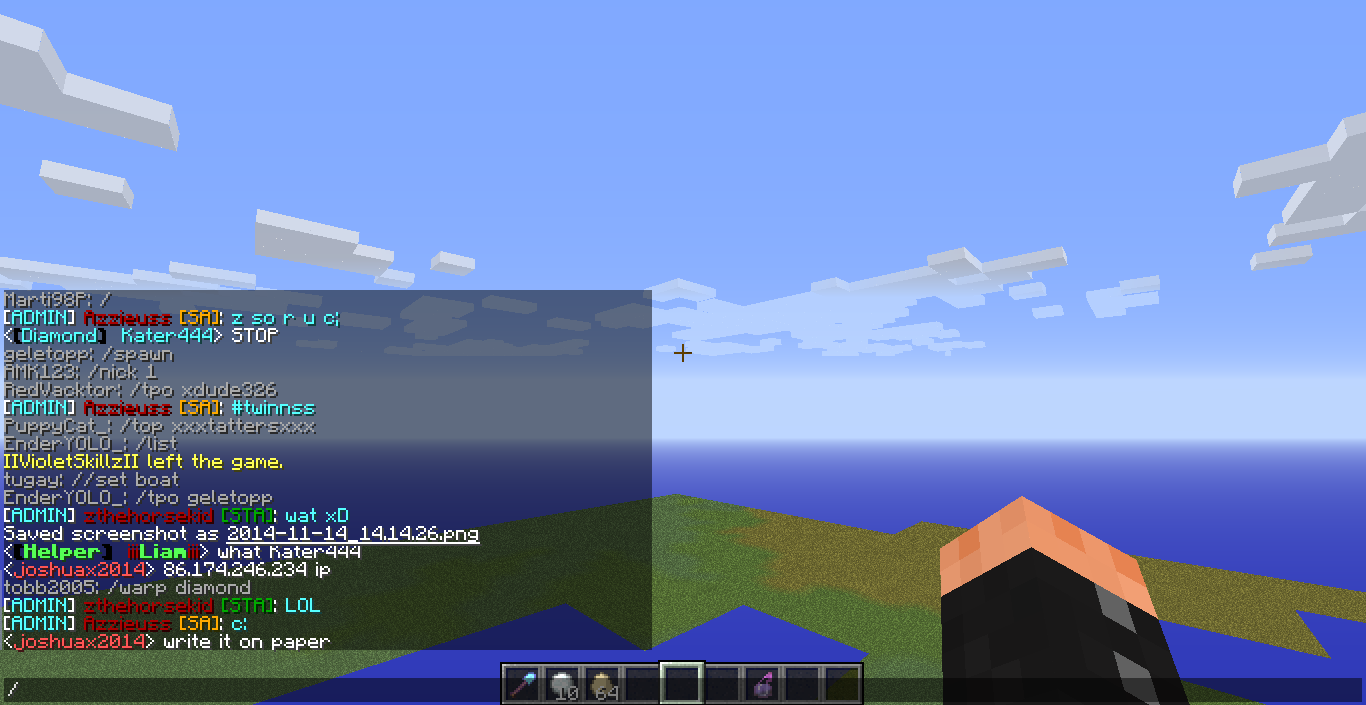 Marti98P: /
[ADMIN] Azzieuss [SA]: z so r u c¦
<[Diamond] Kater444> STOP
geletopp: /spawn
AMK123: /nick 1
RedVacktor: /tpo xdude326
[ADMIN] Azzieuss [SA]: #twinnss
PuppyCat_: /top xxxtattersxxx
EnderYOLO_: /list
IIVioletSkillzII left the game.
tugay: //set boat
EnderYOLO_: /tpo geletopp
[ADMIN] zthehorsekid [STA]: wat xD
Saved screenshot as 2014-11-14_14.14.26.png
<[Helper] iiiLiamiii> what Kater444
<joshuax2014> 86.174.246.234 ip
tobb2005: /warp diamond
[ADMIN] zthehorsekid [STA]: LOL
[ADMIN] Azzieuss [SA]: c:
<joshuax2014> write it on paper
/
10 64